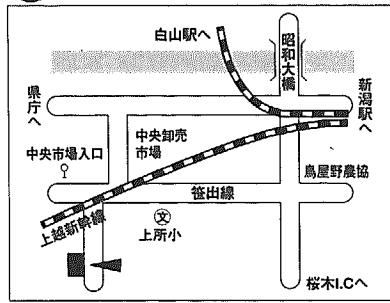 白山駅へ
昭和大橋
県庁へ
新潟駅へ
中央卸売
市場
中央市場入口
鳥屋野農協
笹出線
上越新幹線
文
上所小
桜木I.Cへ